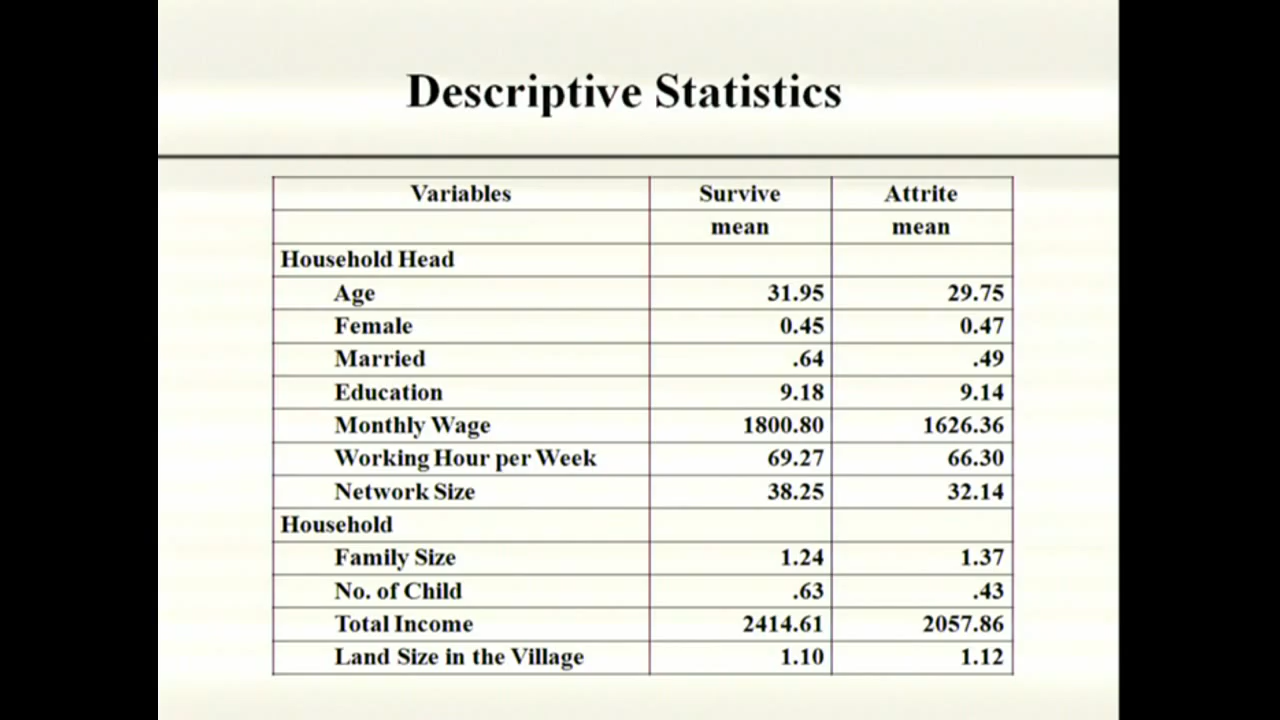 Descriptive Statistics
Variables Survive Attrite
mean mean
Household Head
Age 31.95 29.75
Female 0.45 0.47
Married .64 .49
Education 9.18 9.14
Monthly Wage 1800.80 1626.36
Working Hour per Week 69.27 66.30
Network Size 38.25 32.14
Household
Family Size 1.24 1.37
No. of Child .63 .43
Total Income 2414.61 2057.86
Land Size in the Village 1.10 1.12